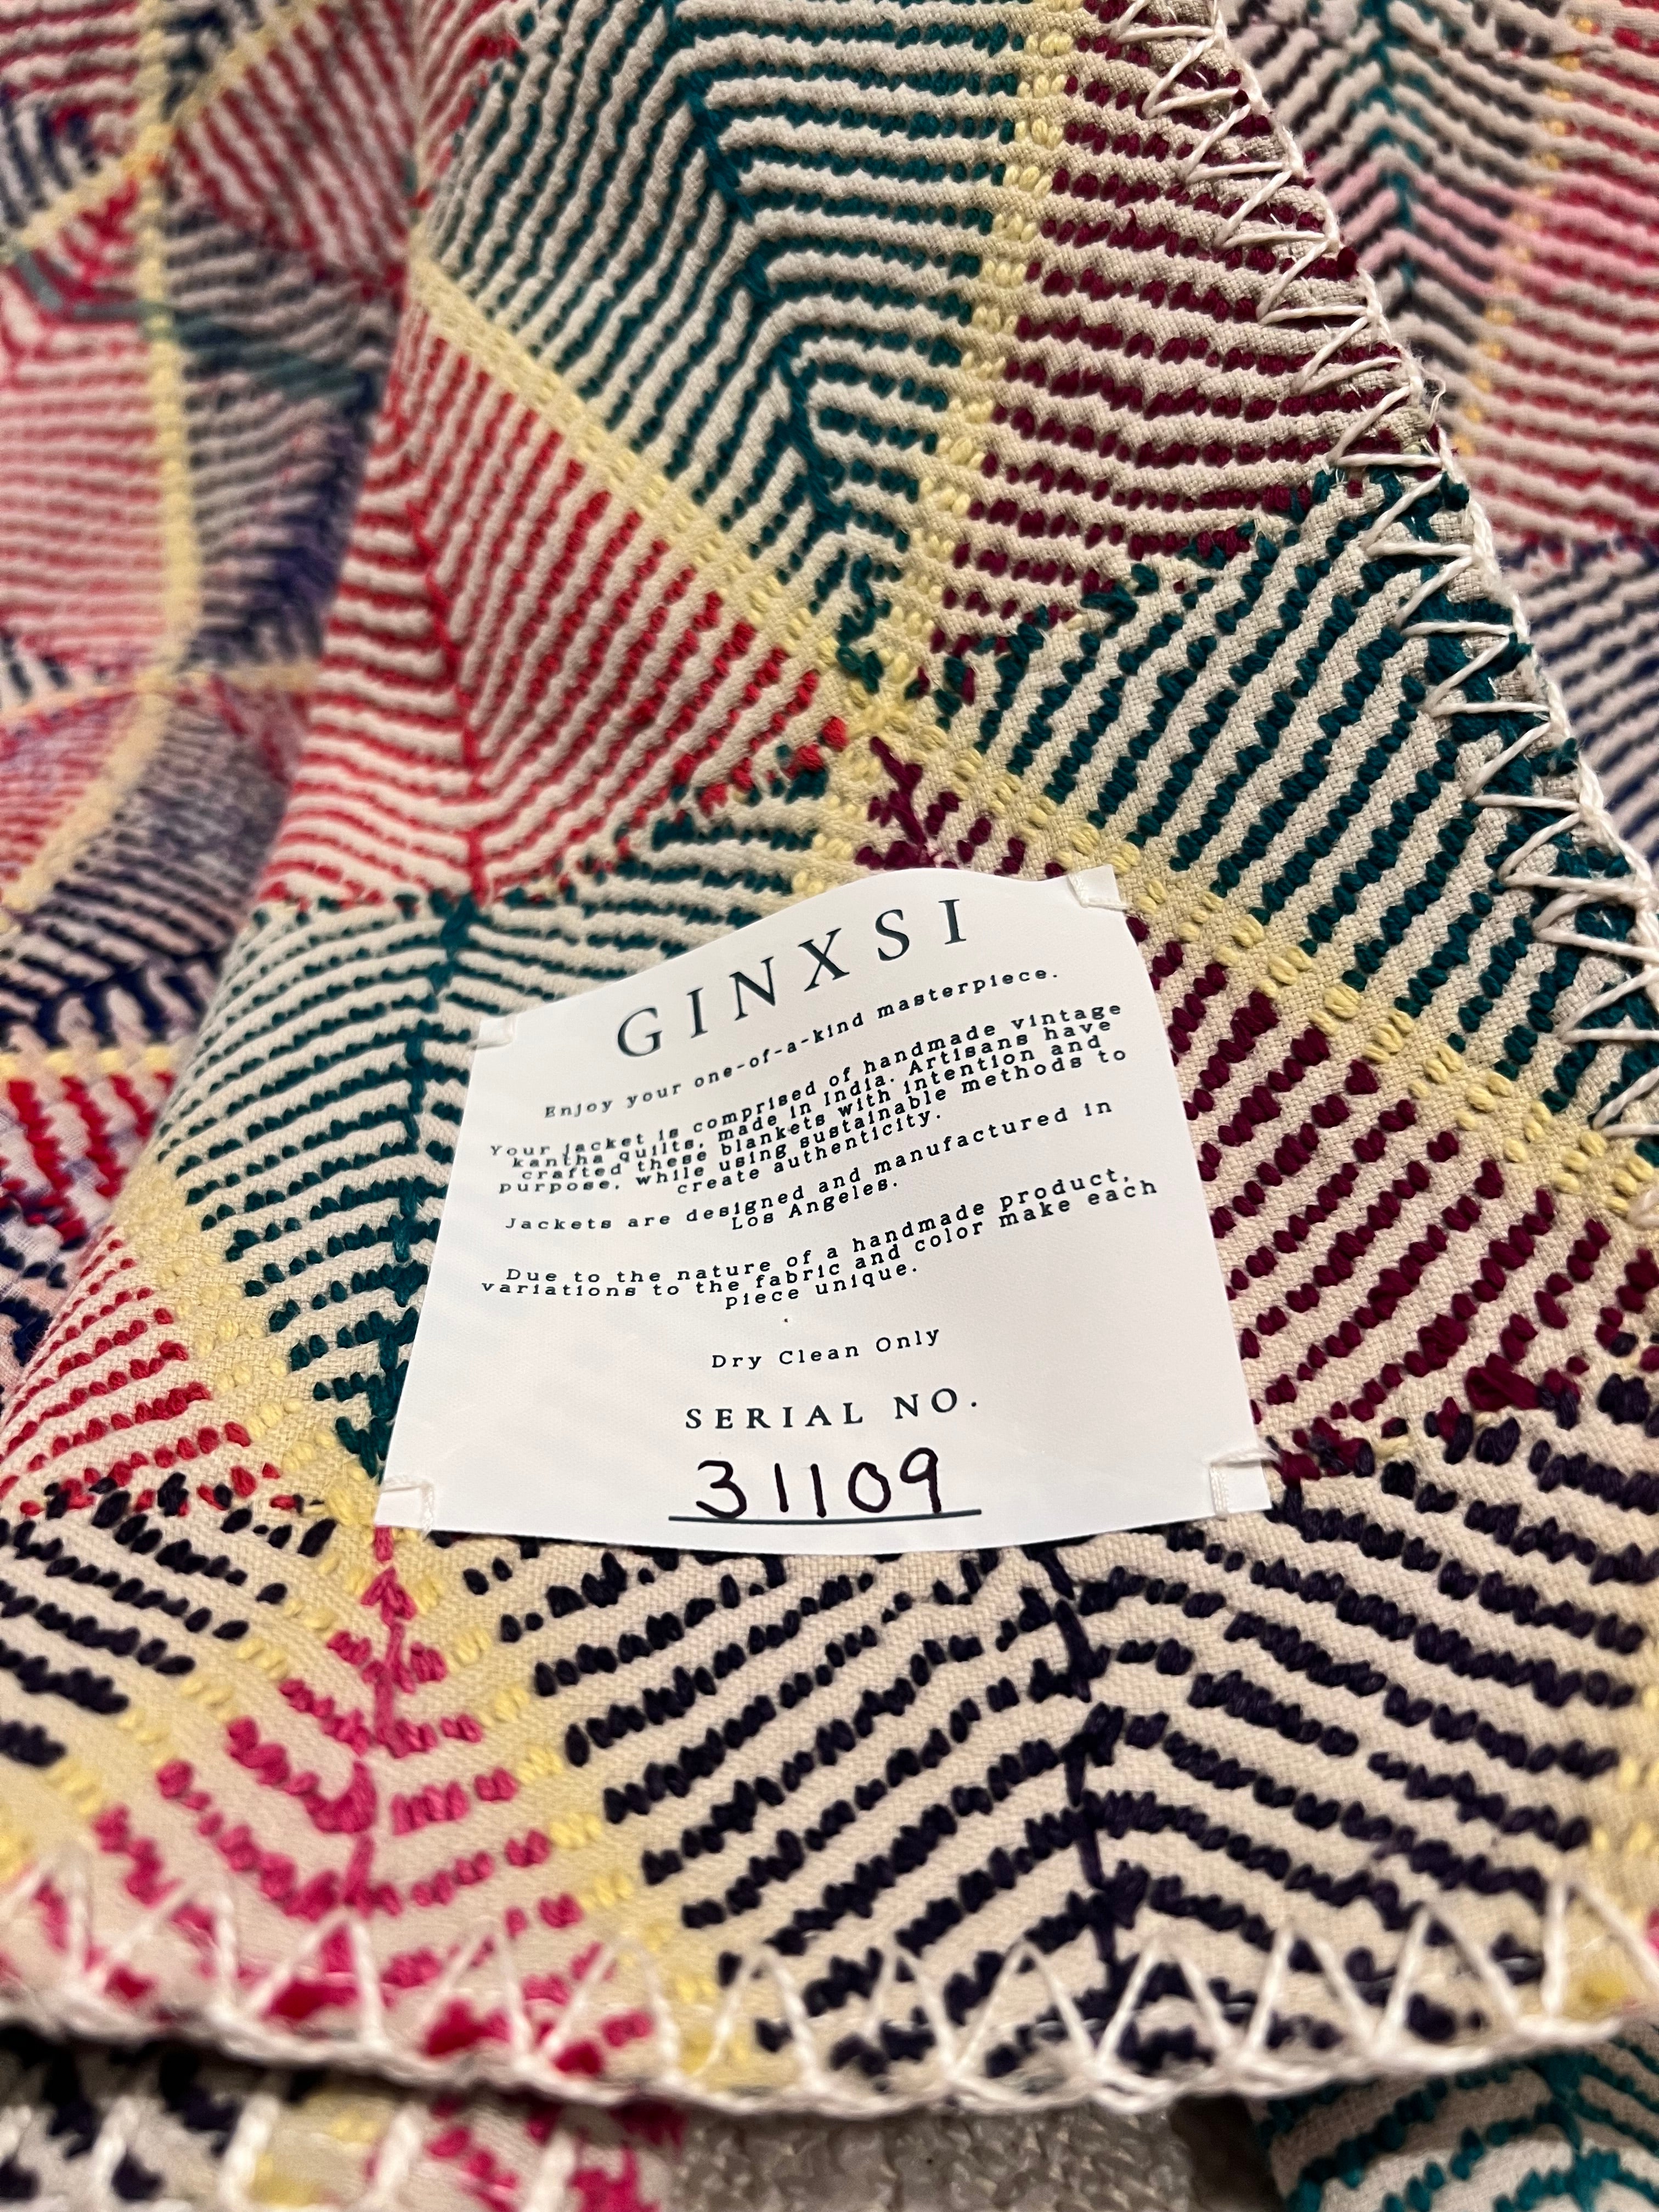 GINXSI
Enjoy your one-of-a-kind masterpiece.
Your jacket is comprised of handmade vintage
kantha quilts, made in India. Artisans have
crafted these blankets with intention and
purpose, while using sustainable methods to
create authenticity.
Jackets are designed and manufactured in
Los Angeles.
Due to the nature of a handmade product,
variations to the fabric and color make each
piece unique.
Dry Clean Only
SERIAL NO.
31109